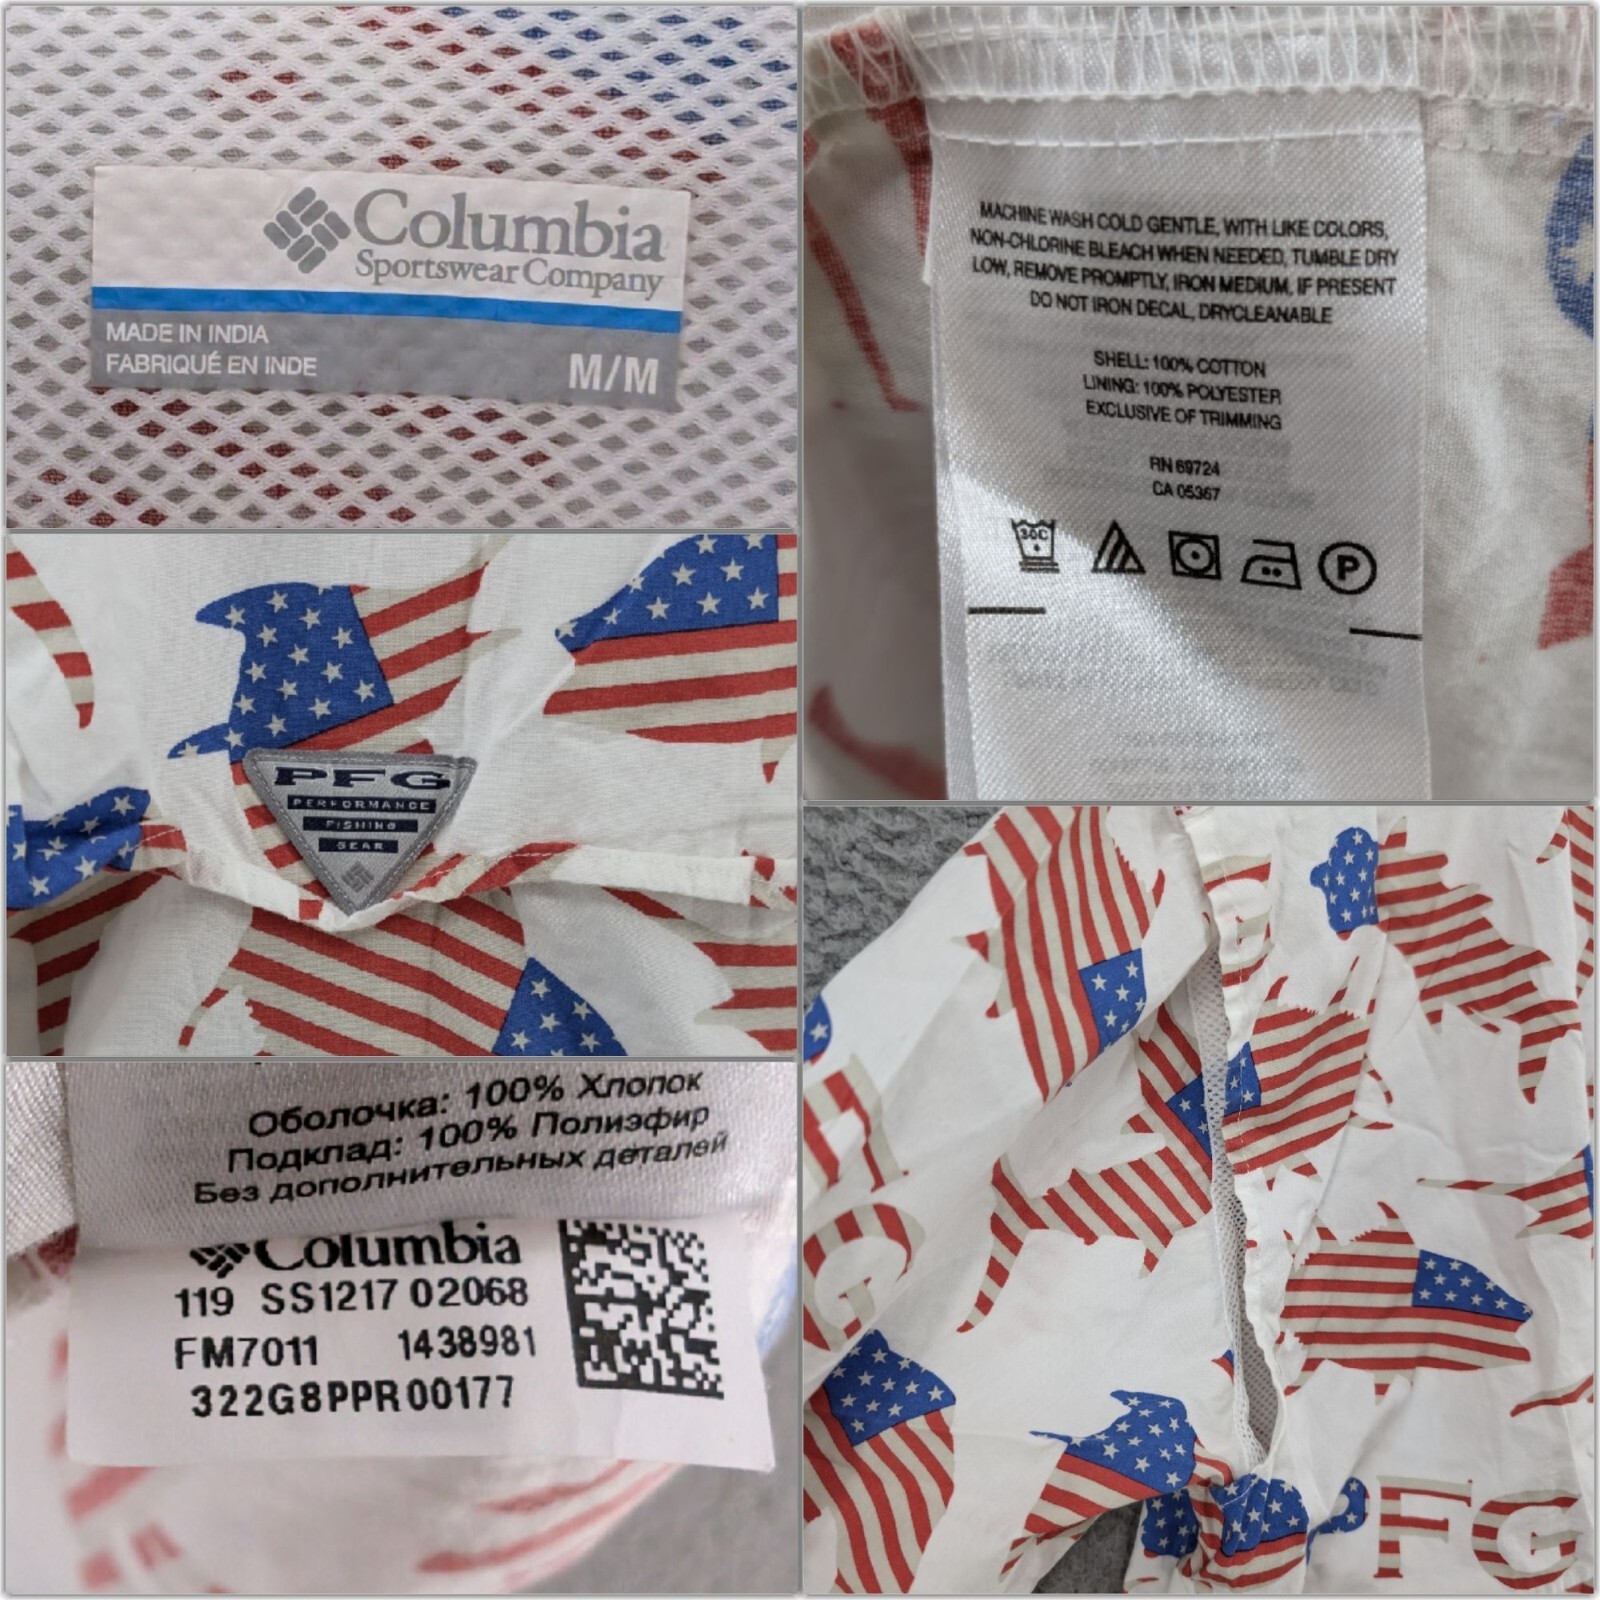 Columbia
Sportswear Company
MADE IN INDIA
FABRIQUÉ EN INDE
M/M
MACHINE WASH COLD GENTLE, WITH LIKE COLORS,
NON-CHLORINE BLEACH WHEN NEEDED, TUMBLE DRY
LOW, REMOVE PROMPTLY, IRON MEDIUM, IF PRESENT
DO NOT IRON DECAL, DRYCLEANABLE
SHELL: 100% COTTON
LINING: 100% POLYESTER
EXCLUSIVE OF TRIMMING
RN 69724
CA 05367
30C
P
PFG
PERFORMANCE
FISHING
GEAR
Оболочка: 100% Хлопок
Подклад: 100% Полиэфир
Без дополнительных деталей
Columbia
119 SS1217 02068
FM7011 1438981
322G8PPR00177
PFG